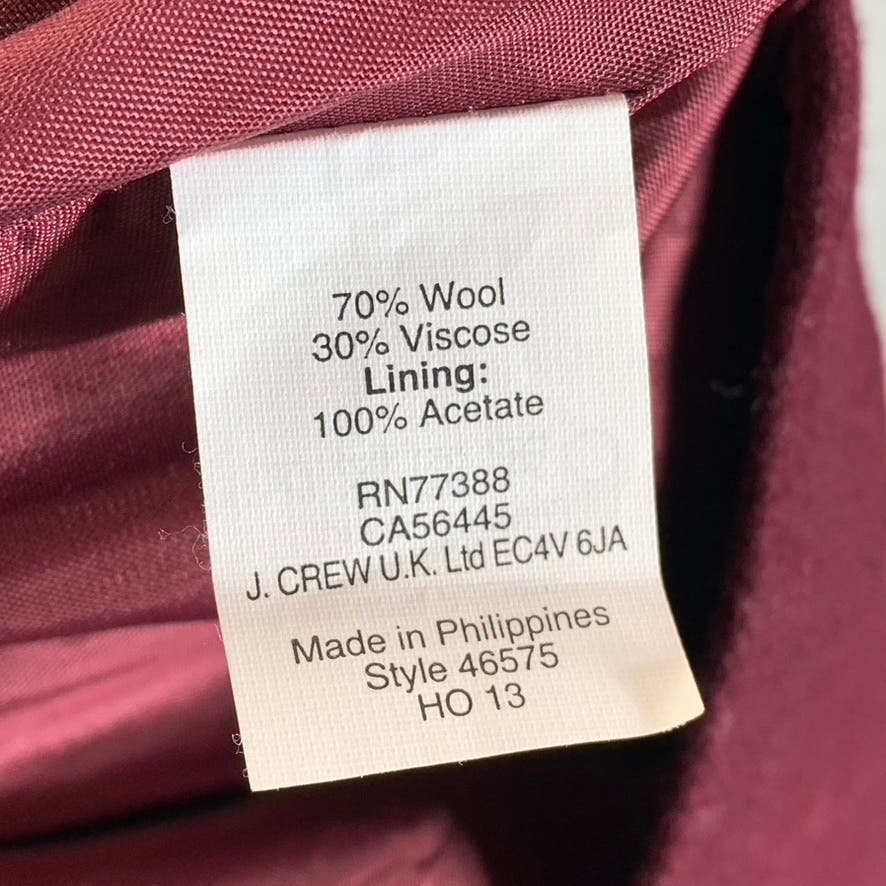 70% Wool
30% Viscose
Lining:
100% Acetate
RN77388
CA56445
J. CREW U.K. Ltd EC4V 6JA
Made in Philippines
Style 46575
HO 13